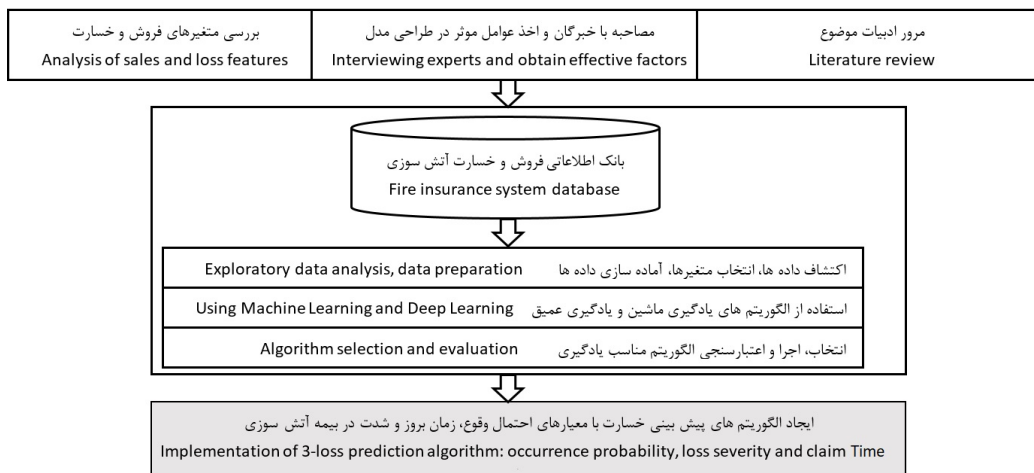 مرور ادبیات موضوع
Literature review
مصاحبه با خبرگان و اخذ عوامل موثر در طراحی مدل
Interviewing experts and obtain effective factors
بررسی متغیرهای فروش و خسارت
Analysis of sales and loss features
بانک اطلاعاتی فروش و خسارت آتش سوزی
Fire insurance system database
اکتشاف داده ها، انتخاب متغیرها، آماده سازی داده ها Exploratory data analysis, data preparation
استفاده از الگوریتم های یادگیری ماشین و یادگیری عمیق Using Machine Learning and Deep Learning
انتخاب، اجرا و اعتبارسنجی الگوریتم مناسب یادگیری Algorithm selection and evaluation
ایجاد الگوریتم های پیش بینی خسارت با معیارهای احتمال وقوع، زمان بروز و شدت در بیمه آتش سوزی
Implementation of 3-loss prediction algorithm: occurrence probability, loss severity and claim Time